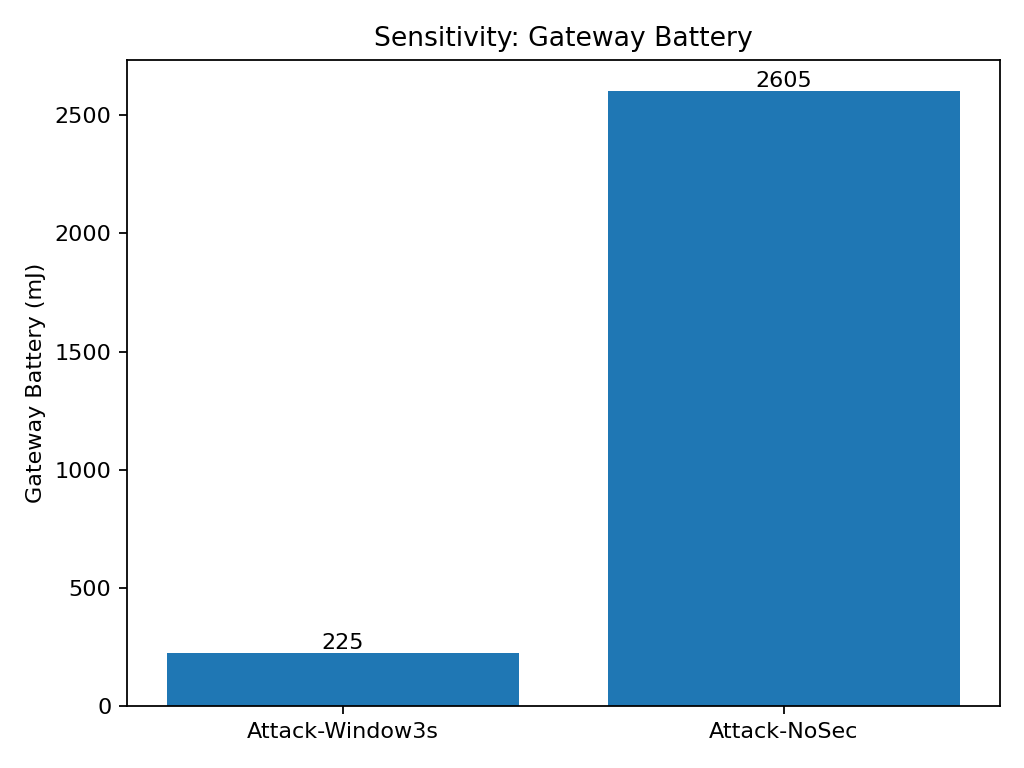 Sensitivity: Gateway Battery
Gateway Battery (mJ)
2500
2000
1500
1000
500
0
225
2605
Attack-Window3s
Attack-NoSec